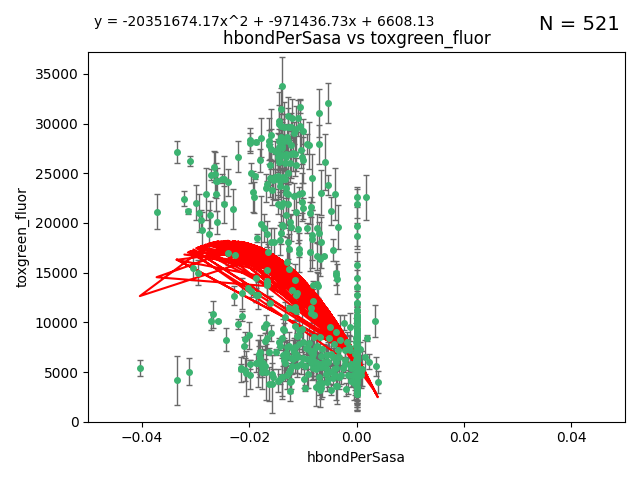 y = -20351674.17x^2 + -971436.73x + 6608.13
N = 521
hbondPerSasa vs toxgreen_fluor
35000
30000
25000
20000
15000
10000
5000
0
toxgreen_fluor
−0.04
−0.02
0.00
0.02
0.04
hbondPerSasa